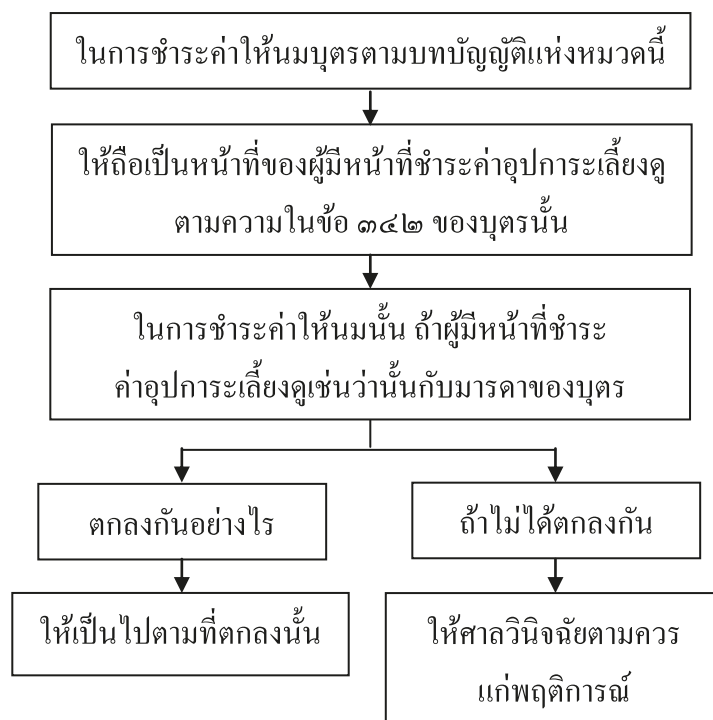 ในการชำระค่าให้นมบุตรตามบทบัญญัติแห่งหมวดนี้
ให้ถือเป็นหน้าที่ของผู้มีหน้าที่ชำระค่าอุปการะเลี้ยงดู
ตามความในข้อ ๓๔๒ ของบุตรนั้น
ในการชำระค่าให้นมนั้น ถ้าผู้มีหน้าที่ชำระ
ค่าอุปการะเลี้ยงดูเช่นว่านั้นกับมารดาของบุตร
ตกลงกันอย่างไร
ถ้าไม่ได้ตกลงกัน
ให้เป็นไปตามที่ตกลงนั้น
ให้ศาลวินิจฉัยตามควร
แก่พฤติการณ์